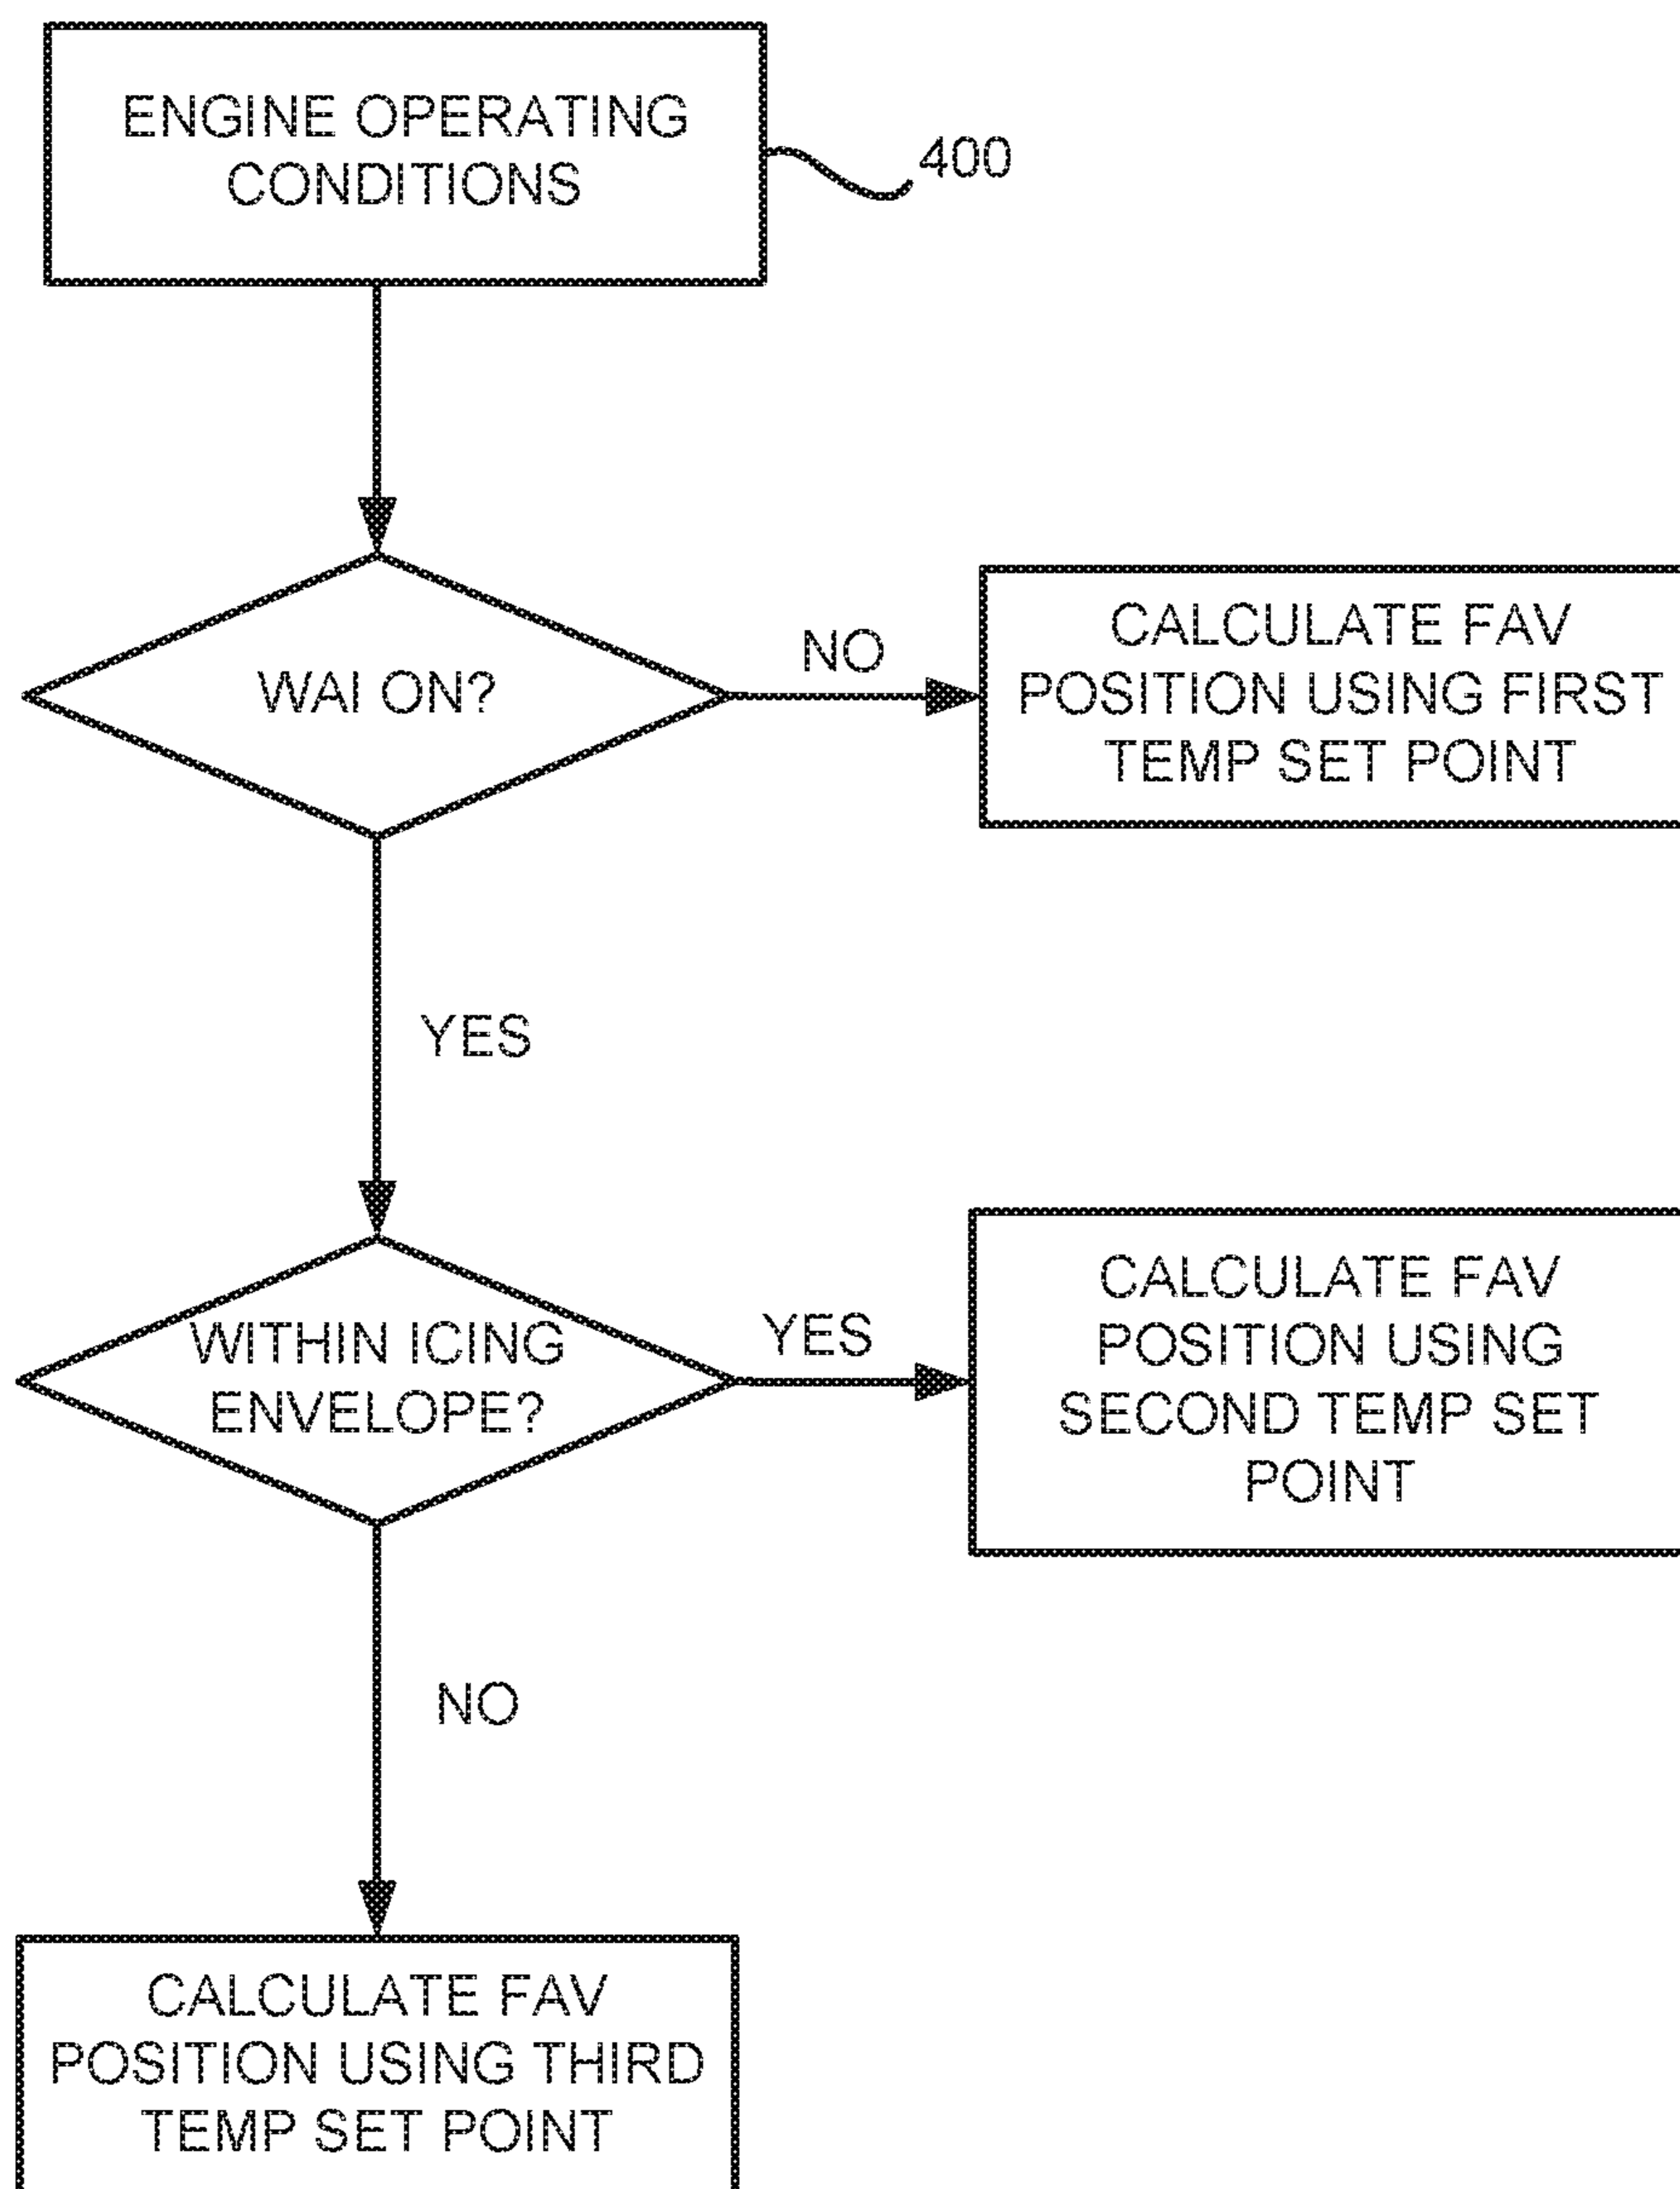 ENGINE OPERATING
CONDITIONS
400
WAI ON?
NO
CALCULATE FAV
POSITION USING FIRST
TEMP SET POINT
YES
WITHIN ICING
ENVELOPE?
YES
CALCULATE FAV
POSITION USING
SECOND TEMP SET
POINT
NO
CALCULATE FAV
POSITION USING THIRD
TEMP SET POINT